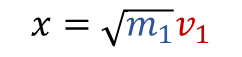 x = √m₁v₁